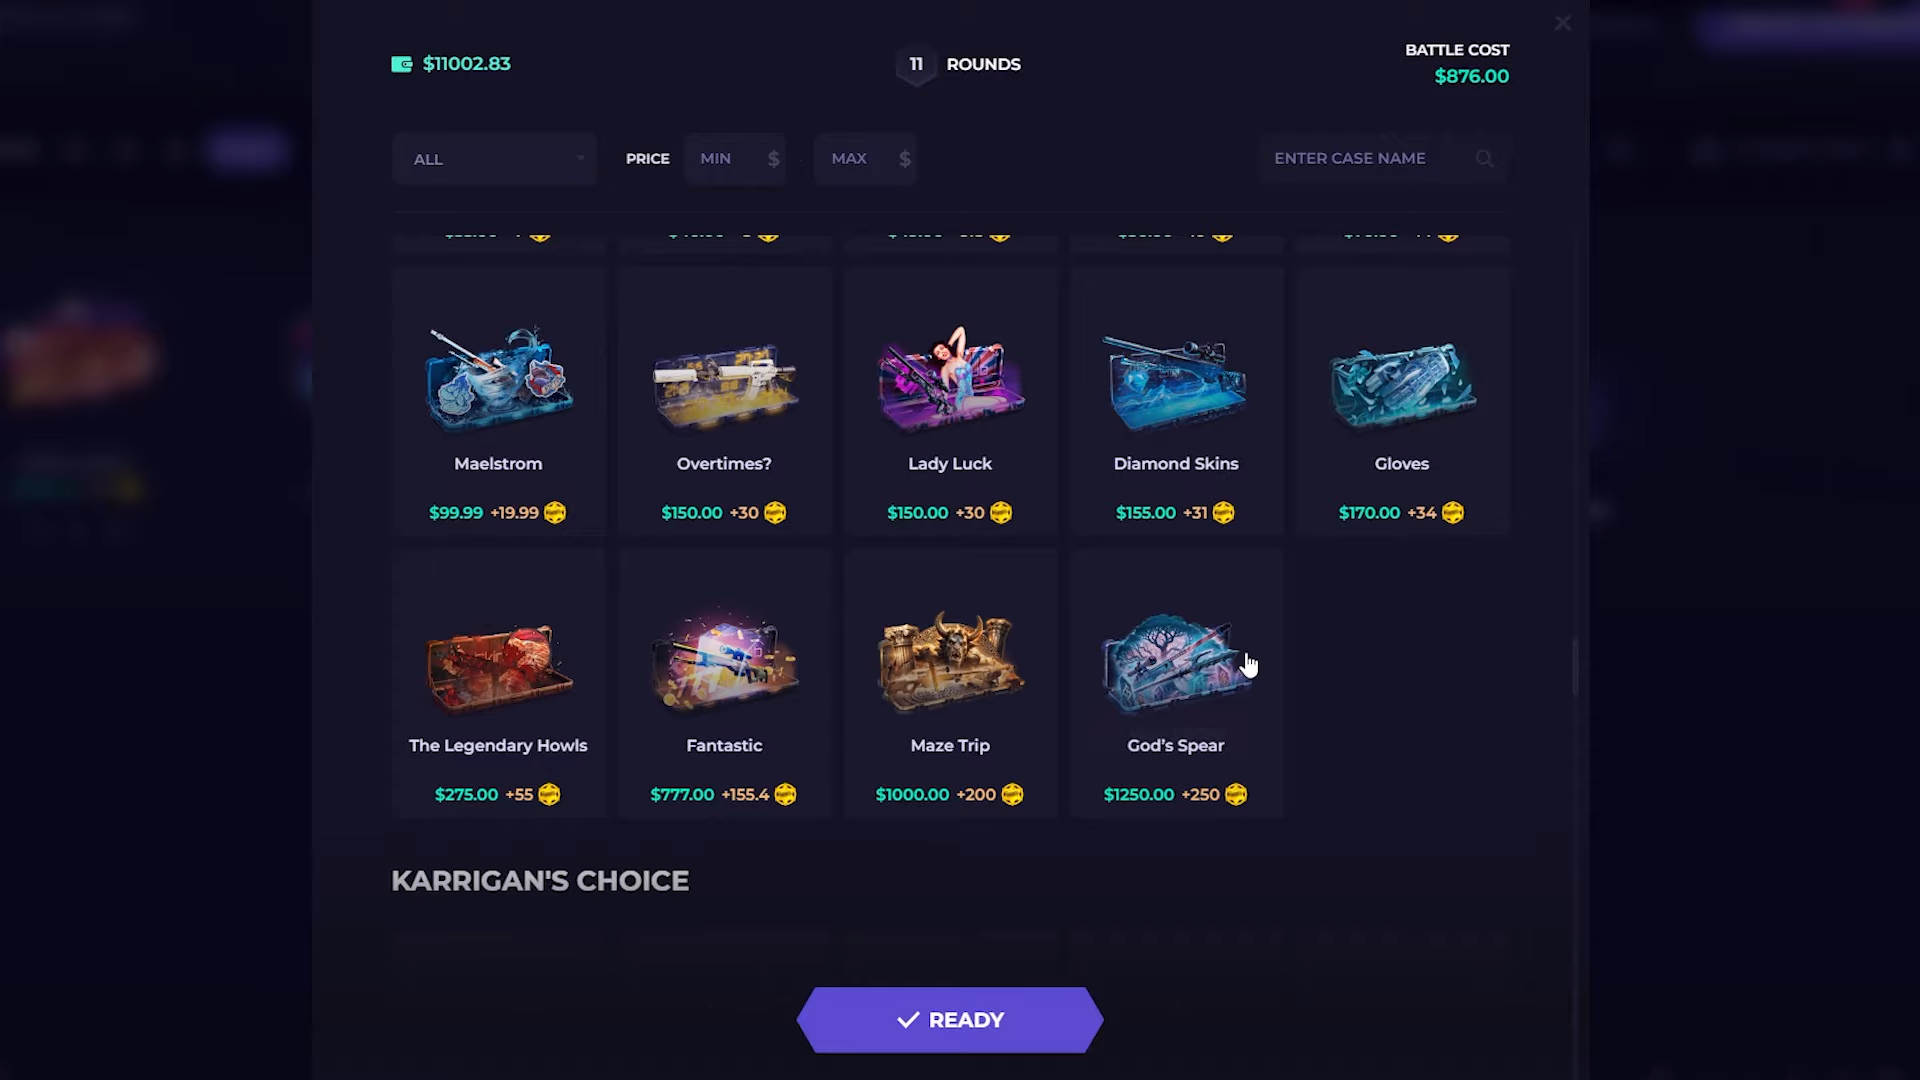 $11002.83
11 ROUNDS
BATTLE COST
$876.00
ALL
PRICE
MIN $
MAX $
ENTER CASE NAME
Maelstrom
Overtimes?
Lady Luck
Diamond Skins
Gloves
$99.99 +19.99
$150.00 +30
$150.00 +30
$155.00 +31
$170.00 +34
The Legendary Howls
Fantastic
Maze Trip
God's Spear
$275.00 +55
$777.00 +155.4
$1000.00 +200
$1250.00 +250
KARRIGAN'S CHOICE
READY